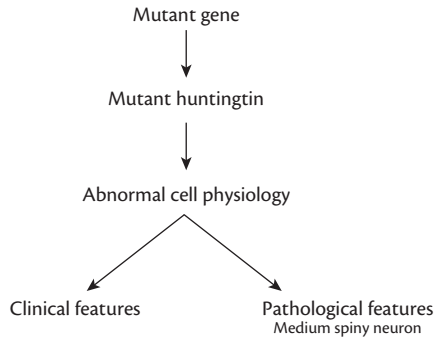 Mutant gene
Mutant huntingtin
Abnormal cell physiology
Clinical features
Pathological features
Medium spiny neuron